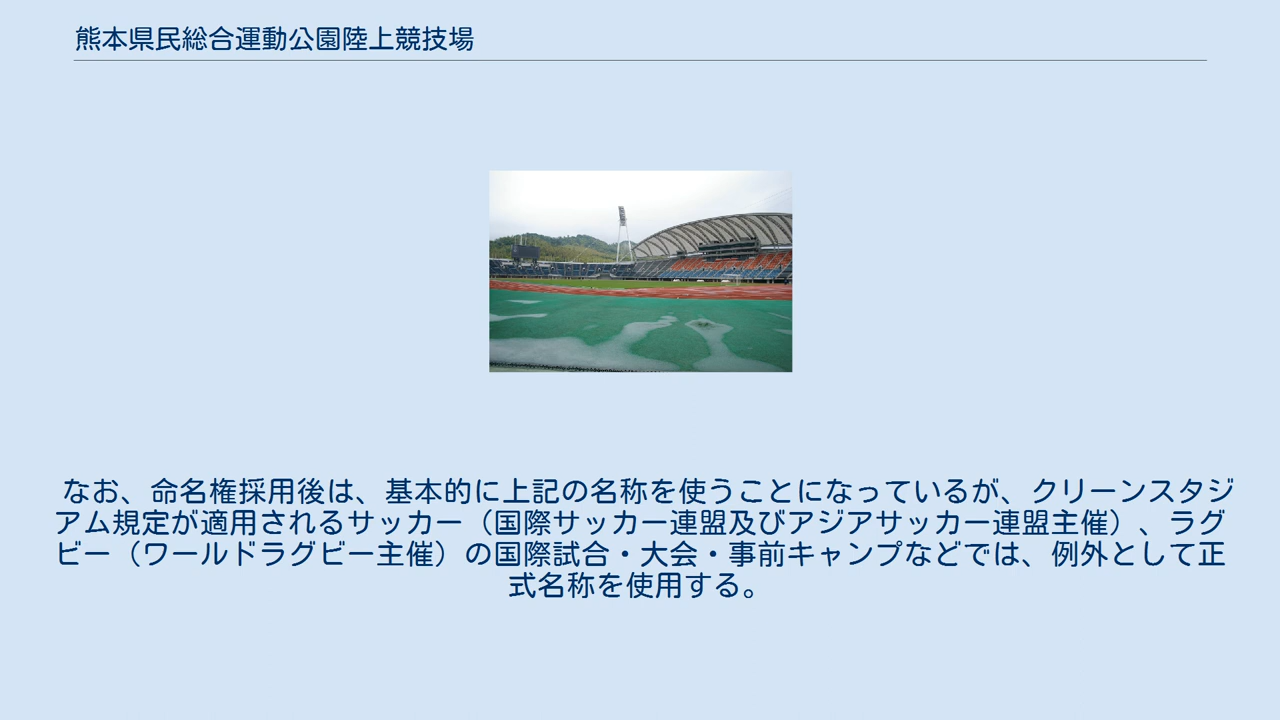 熊本県民総合運動公園陸上競技場
なお、命名権採用後は、基本的に上記の名称を使うことになっているが、クリーンスタジ
アム規定が適用されるサッカー（国際サッカー連盟及びアジアサッカー連盟主催）、ラグ
ビー（ワールドラグビー主催）の国際試合・大会・事前キャンプなどでは、例外として正
式名称を使用する。